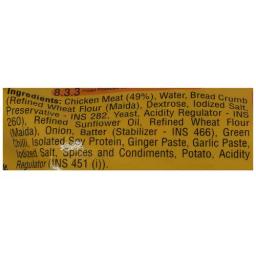 8.3.3
Ingredients: Chicken Meat (49%), Water, Bread Crumb
(Refined Wheat Flour (Maida), Dextrose, Iodized Salt,
Preservative - INS 282, Yeast, Acidity Regulator - INS
260), Refined Sunflower Oil, Refined Wheat Flour
(Maida), Onion, Batter (Stabilizer - INS 466), Green
Chilli, Isolated Soy Protein, Ginger Paste, Garlic Paste,
Iodized Salt, Spices and Condiments, Potato, Acidity
Regulator (INS 451 (i)).